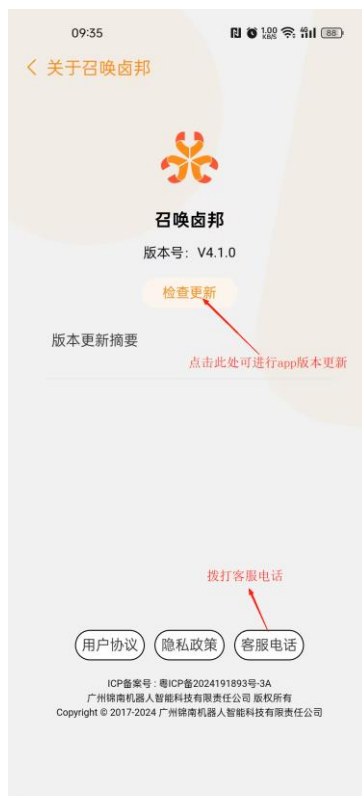 09:35
1.00 KB/S 4G 88
< 关于召唤卤邦
召唤卤邦
版本号：V4.1.0
检查更新
版本更新摘要
点击此处可进行app版本更新
拨打客服电话
用户协议 隐私政策 客服电话
ICP备案号：粤ICP备2024191893号-3A
广州锦南机器人智能科技有限责任公司 版权所有
Copyright © 2017-2024 广州锦南机器人智能科技有限责任公司